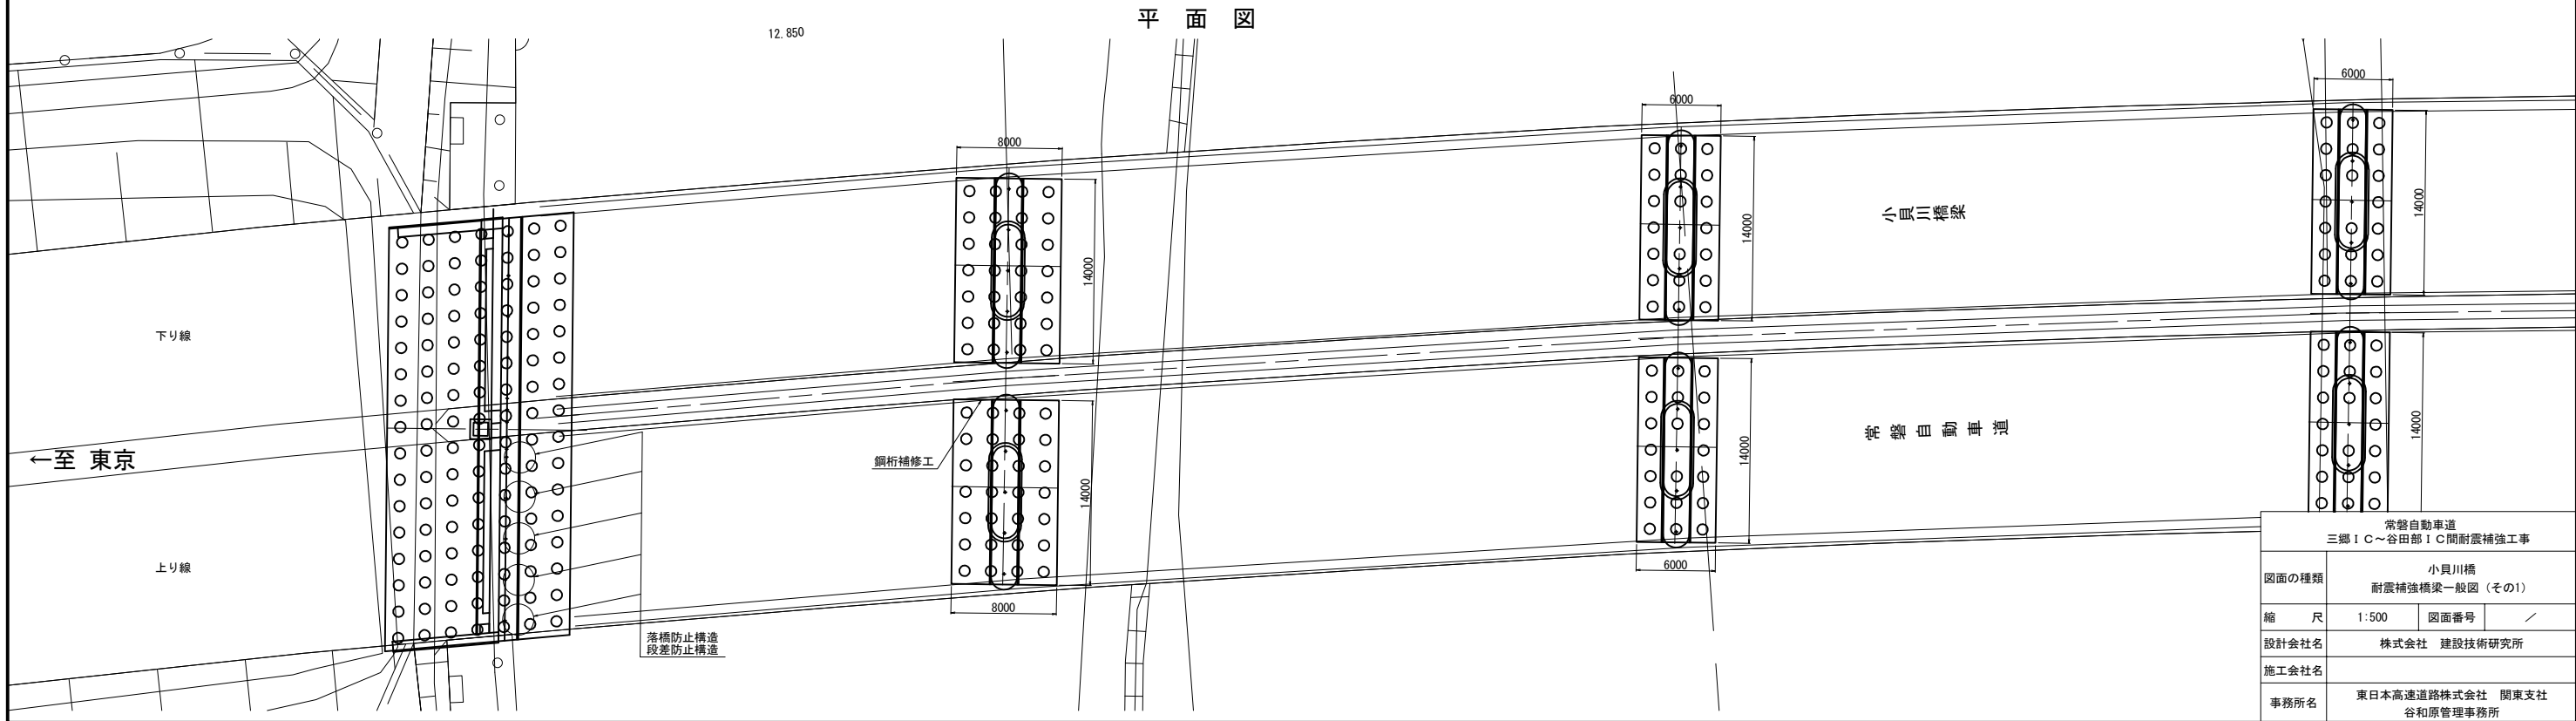 平 面 図
12.850
8000
14000
6000
14000
6000
14000
小貝川橋梁
下り線
←至 東京
上り線
鋼桁補修工
14000
8000
14000
6000
14000
常磐自動車道
落橋防止構造
段差防止構造
常磐自動車道
三郷IC～谷田部IC間耐震補強工事
図面の種類 小貝川橋
耐震補強橋梁一般図（その1）
縮 尺 1:500 図面番号 ／
設計会社名 株式会社 建設技術研究所
施工会社名
事務所名 東日本高速道路株式会社 関東支社
谷和原管理事務所